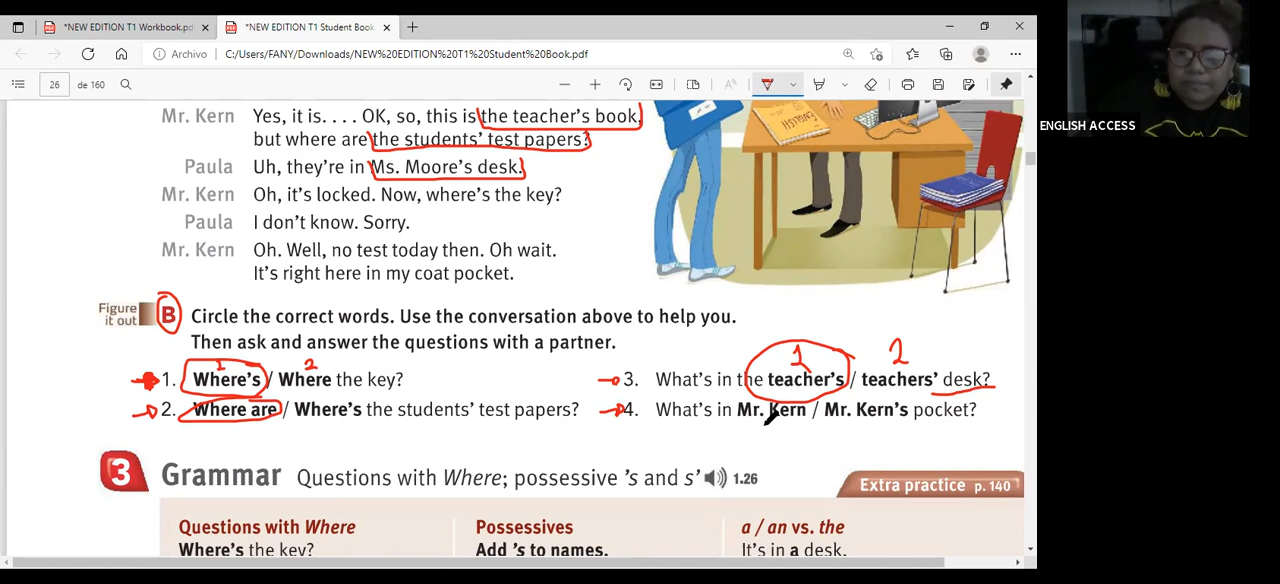 *NEW EDITION T1 Workbook.pd
*NEW EDITION T1 Student Book.
Archivo C:/Users/FANY/Downloads/NEW%20EDITION%20T1%20Student%20Book.pdf
26 de 160
ENGLISH ACCESS
Mr. Kern Yes, it is. . . . OK, so, this is the teacher's book,
but where are the students' test papers?
Paula Uh, they're in Ms. Moore's desk.
Mr. Kern Oh, it's locked. Now, where's the key?
Paula I don't know. Sorry.
Mr. Kern Oh. Well, no test today then. Oh wait.
It's right here in my coat pocket.
ENGLISH
Figure it out B Circle the correct words. Use the conversation above to help you.
Then ask and answer the questions with a partner.
1 2
1. Where's / Where the key?
2. Where are / Where's the students' test papers?
1 2
3. What's in the teacher's / teachers' desk?
4. What's in Mr. Kern / Mr. Kern's pocket?
3 Grammar Questions with Where; possessive 's and s' 1.26
Extra practice p. 140
Questions with Where
Where's the key?
Possessives
Add 's to names.
a / an vs. the
It's in a desk.